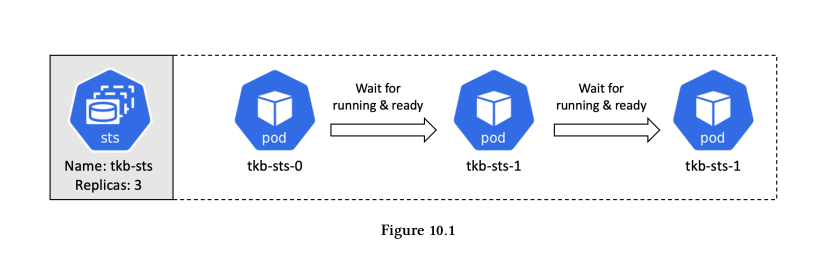 sts
Name: tkb-sts
Replicas: 3
pod
tkb-sts-0
Wait for
running & ready
pod
tkb-sts-1
Wait for
running & ready
pod
tkb-sts-1
Figure 10.1